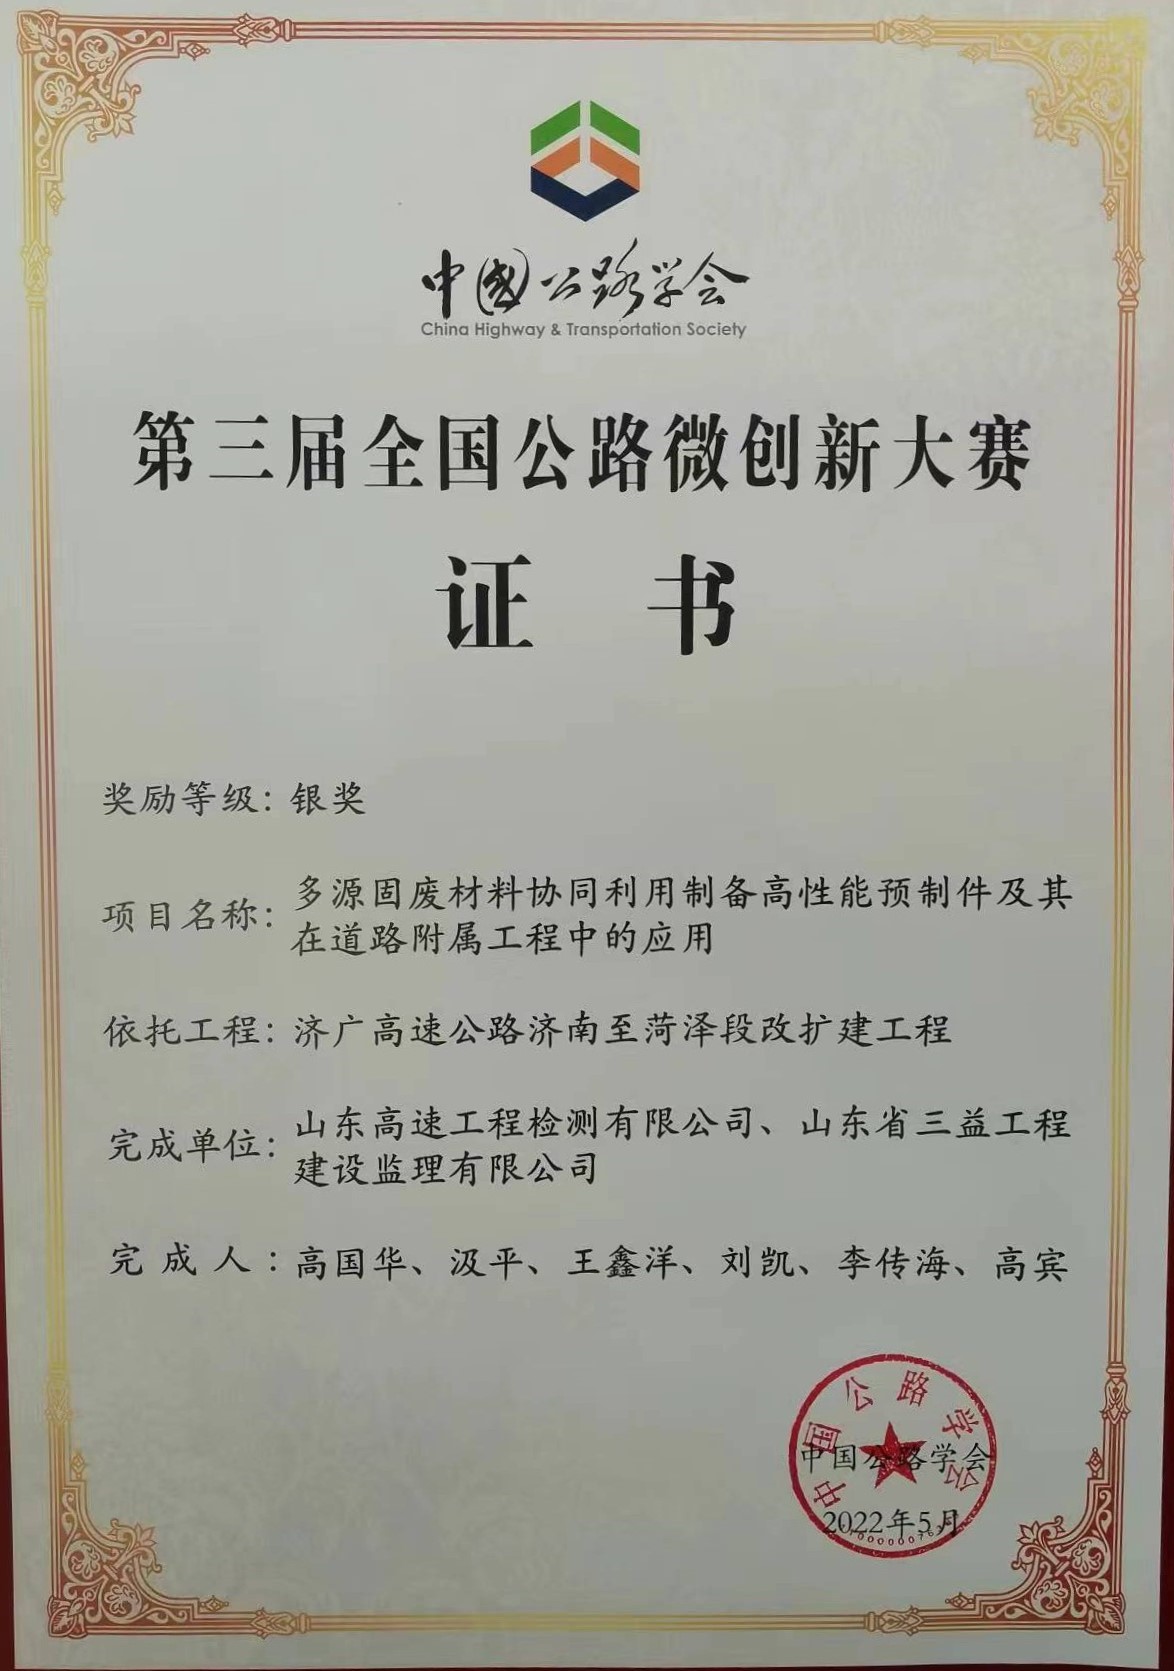 中国公路学会
China Highway & Transportation Society
第三届全国公路微创新大赛
证 书
奖励等级：银奖
项目名称：多源固废材料协同利用制备高性能预制件及其
在道路附属工程中的应用
依托工程：济广高速公路济南至菏泽段改扩建工程
完成单位：山东高速工程检测有限公司、山东省三益工程
建设监理有限公司
完 成 人：高国华、汲平、王鑫洋、刘凯、李传海、高宾
中国公路学会
中国公路学会
2022年5月